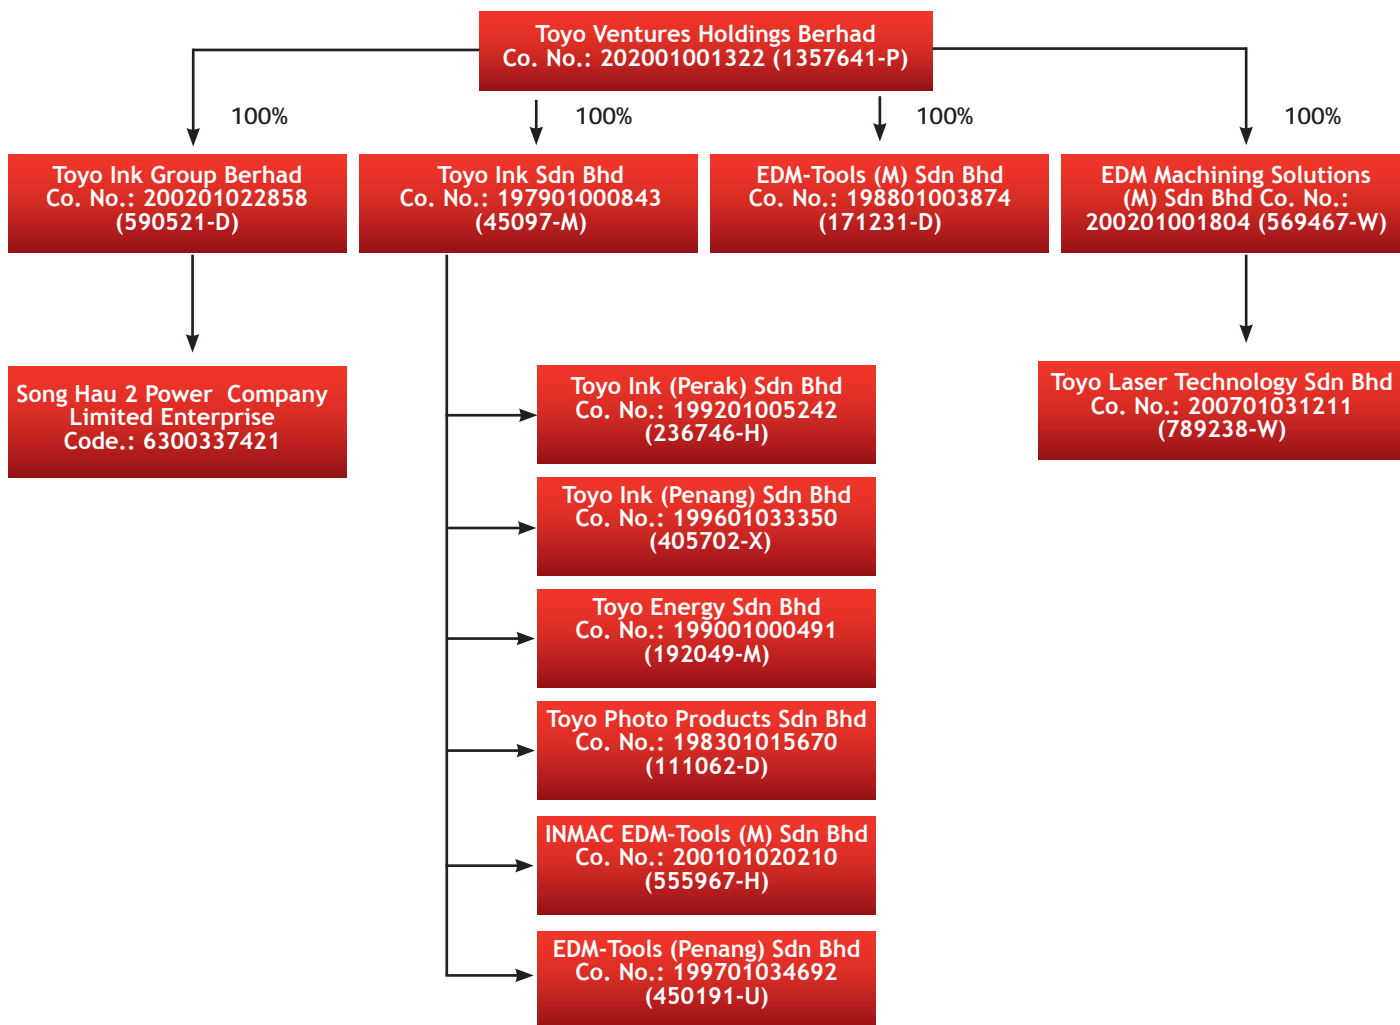 Toyo Ventures Holdings Berhad
Co. No.: 202001001322 (1357641-P)
100%
100%
100%
100%
Toyo Ink Group Berhad
Co. No.: 200201022858
(590521-D)
Toyo Ink Sdn Bhd
Co. No.: 197901000843
(45097-M)
EDM-Tools (M) Sdn Bhd
Co. No.: 198801003874
(171231-D)
EDM Machining Solutions
(M) Sdn Bhd Co. No.:
200201001804 (569467-W)
Song Hau 2 Power Company
Limited Enterprise
Code.: 6300337421
Toyo Ink (Perak) Sdn Bhd
Co. No.: 199201005242
(236746-H)
Toyo Laser Technology Sdn Bhd
Co. No.: 200701031211
(789238-W)
Toyo Ink (Penang) Sdn Bhd
Co. No.: 199601033350
(405702-X)
Toyo Energy Sdn Bhd
Co. No.: 199001000491
(192049-M)
Toyo Photo Products Sdn Bhd
Co. No.: 198301015670
(111062-D)
INMAC EDM-Tools (M) Sdn Bhd
Co. No.: 200101020210
(555967-H)
EDM-Tools (Penang) Sdn Bhd
Co. No.: 199701034692
(450191-U)